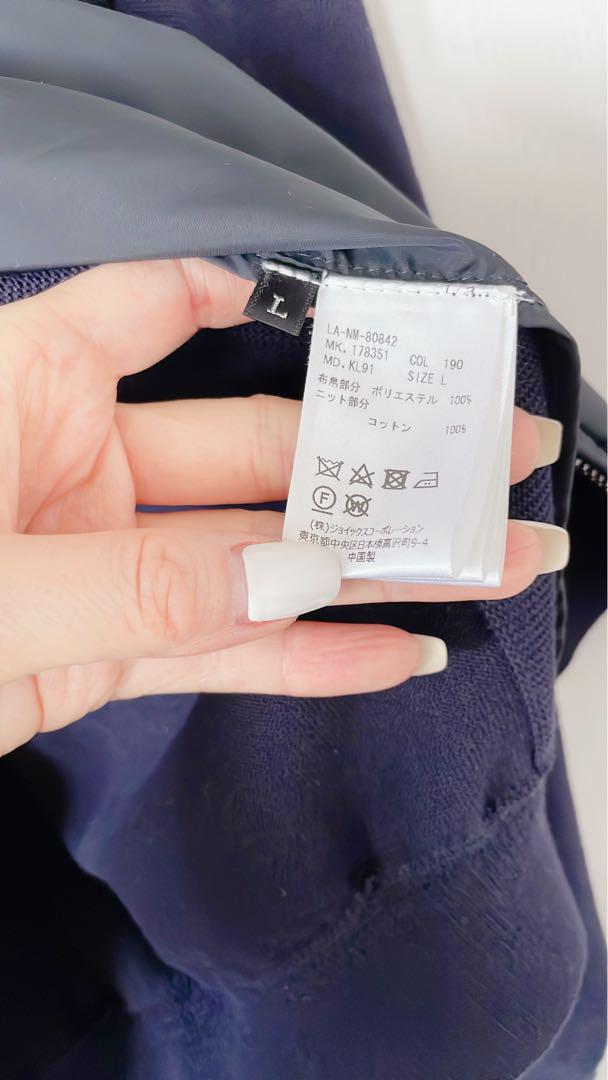 L
LA-NM-80842
MK. 178351 COL 190
MD. KL91 SIZE L
布帛部分 ポリエステル 100%
ニット部分
コットン 100%
F W
(株)ジョイックスコーポレーション
東京都中央区日本橋富沢町9-4
中国製